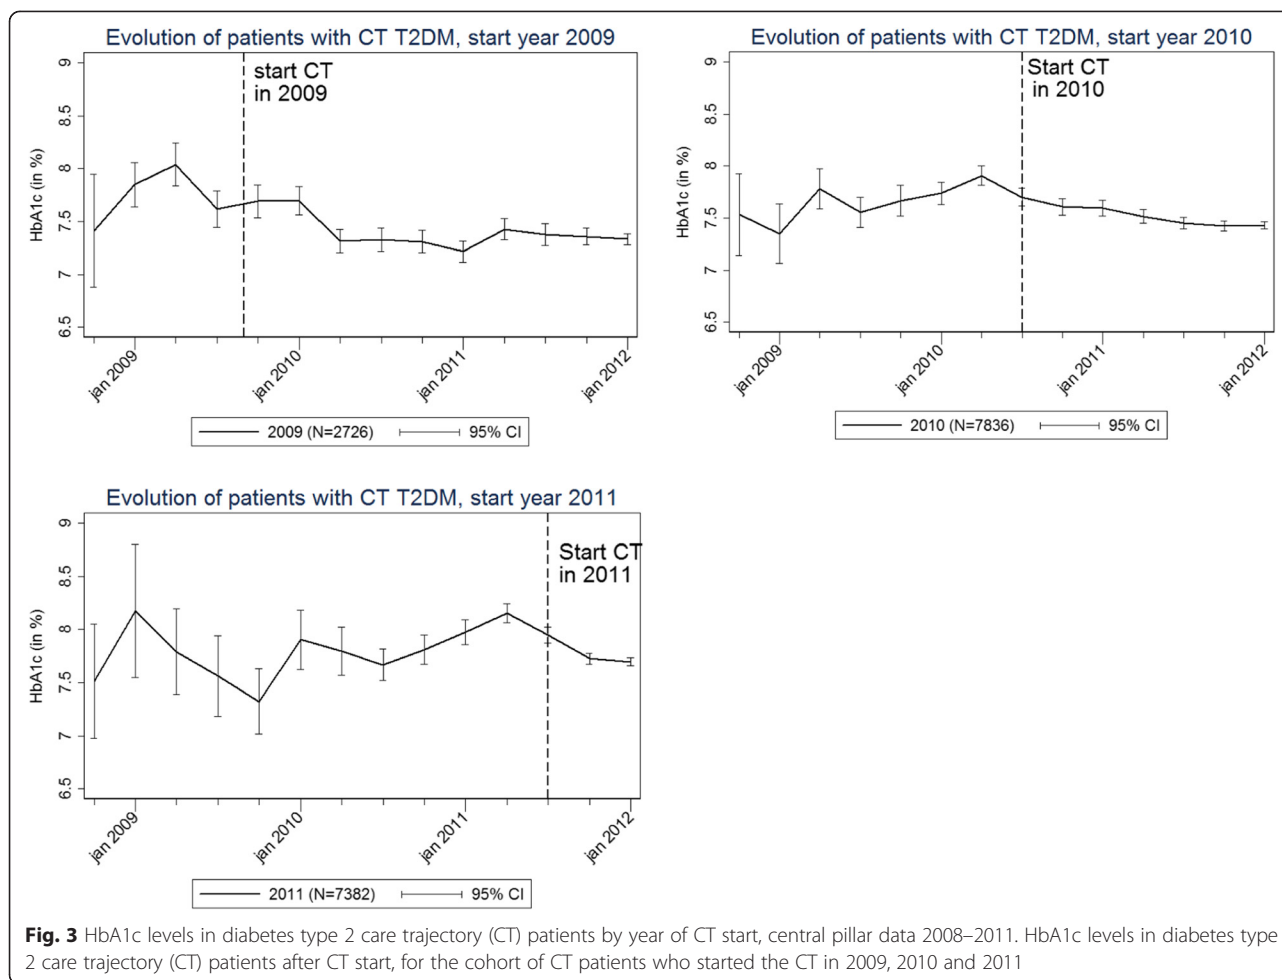 Evolution of patients with CT T2DM, start year 2009
start CT
in 2009
HbA1c (in %)
9
8.5
8
7.5
7
6.5
jan 2009
jan 2010
jan 2011
jan 2012
2009 (N=2726) 95% CI
Evolution of patients with CT T2DM, start year 2010
Start CT
in 2010
HbA1c (in %)
9
8.5
8
7.5
7
6.5
jan 2009
jan 2010
jan 2011
jan 2012
2010 (N=7836) 95% CI
Evolution of patients with CT T2DM, start year 2011
Start CT
in 2011
HbA1c (in %)
9
8.5
8
7.5
7
6.5
jan 2009
jan 2010
jan 2011
jan 2012
2011 (N=7382) 95% CI
Fig. 3 HbA1c levels in diabetes type 2 care trajectory (CT) patients by year of CT start, central pillar data 2008–2011. HbA1c levels in diabetes type
2 care trajectory (CT) patients after CT start, for the cohort of CT patients who started the CT in 2009, 2010 and 2011